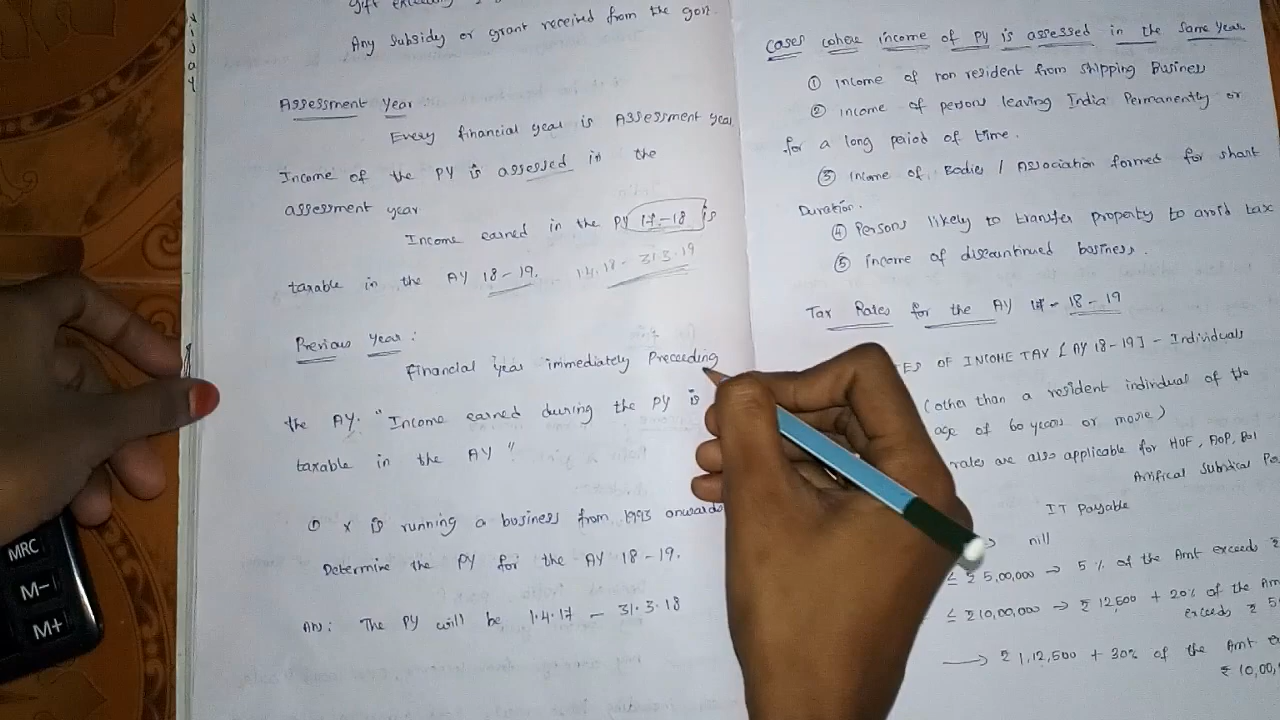 Any Subsidy or grant received from the gov.
Assessment Year
Every financial year is Assessment year
Income of the PY is assessed in the
assessment year
Income earned in the PY 17-18 is
taxable in the AY 18-19. 1.4.18 - 31.3.19
Previous Year:
Financial year immediately Preceeding
the AY. "Income earned during the PY is
taxable in the AY".
① X is running a business from 1993 onwards
Determine the PY for the AY 18-19.
An: The PY will be 1.4.17 - 31.3.18
Cases where income of PY is assessed in the same year
① income of non resident from shipping Business
② income of persons leaving India Permanently or
for a long period of time.
③ Income of Bodies / Association formed for short
Duration.
④ Persons likely to transfer property to avoid tax
⑤ income of discontinued business.
Tax Rates for the AY 18-19
OF INCOME TAX [AY 18-19] - Individuals
(other than a resident individual of the
age of 60 years or more)
rates are also applicable for HUF, AOP, BOI
IT Payable
nill
≤ ₹ 5,00,000 → 5% of the Amt exceeds ₹
≤ ₹10,00,000 → ₹ 12,500 + 20% of the Am
exceeds ₹ 5
→ ₹ 1,12,500 + 30% of the Amt
₹ 10,00,
MRC
M-
M+